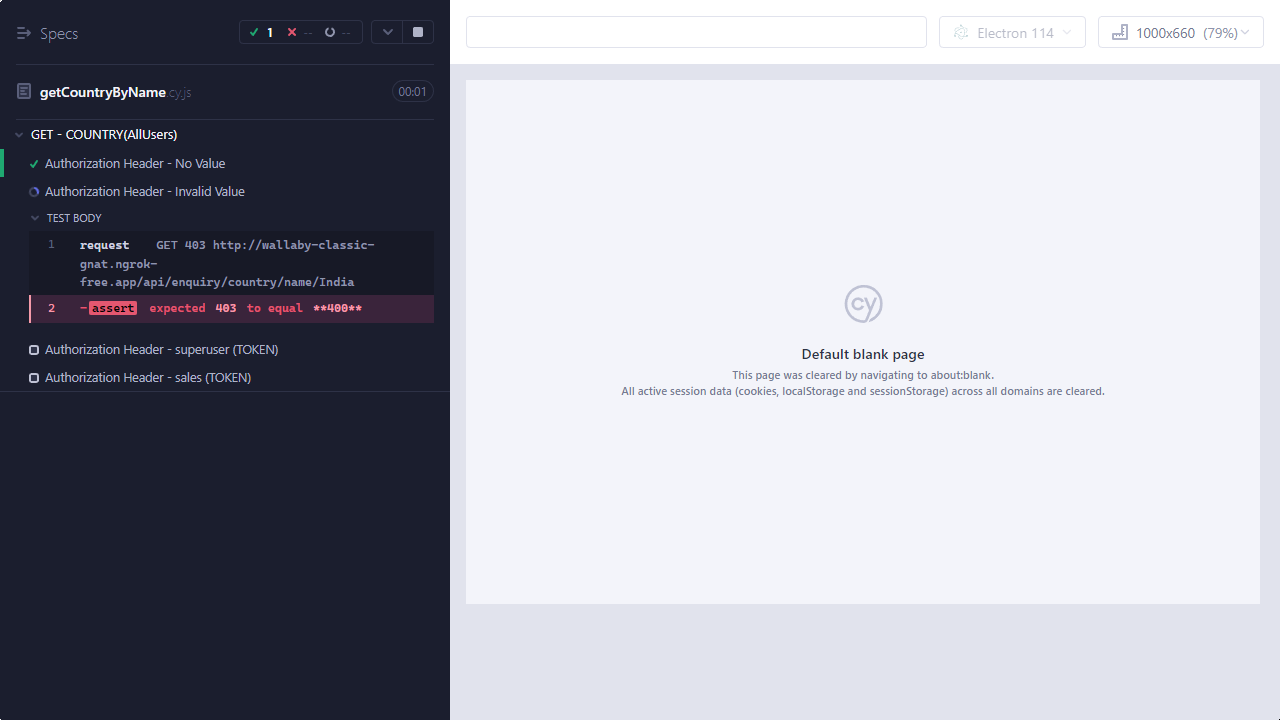 Specs
1 -- --
getCountryByName.cy.js
00:01
GET - COUNTRY(AllUsers)
Authorization Header - No Value
Authorization Header - Invalid Value
TEST BODY
1 request GET 403 http://wallaby-classic-
gnat.ngrok-
free.app/api/enquiry/country/name/India
2 -assert expected 403 to equal **400**
Authorization Header - superuser (TOKEN)
Authorization Header - sales (TOKEN)
Electron 114
1000x660 (79%)
cy
Default blank page
This page was cleared by navigating to about:blank.
All active session data (cookies, localStorage and sessionStorage) across all domains are cleared.